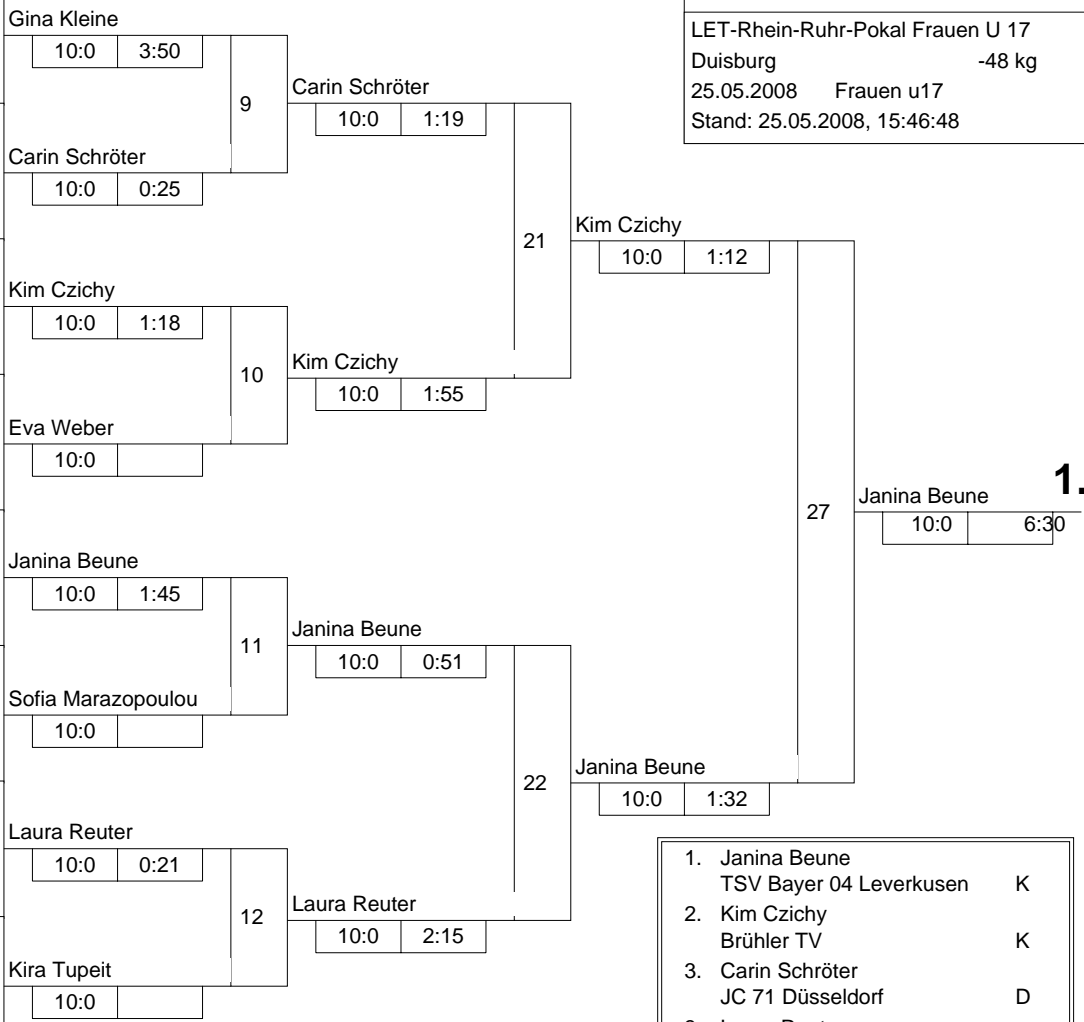 Gina Kleine
10:0 3:50
LET-Rhein-Ruhr-Pokal Frauen U 17
Duisburg -48 kg
25.05.2008 Frauen u17
Stand: 25.05.2008, 15:46:48
9
Carin Schröter
10:0 1:19
Carin Schröter
10:0 0:25
21
Kim Czichy
10:0 1:12
Kim Czichy
10:0 1:18
10
Kim Czichy
10:0 1:55
Eva Weber
10:0
27
Janina Beune 1.
10:0 6:30
Janina Beune
10:0 1:45
11
Janina Beune
10:0 0:51
Sofia Marazopoulou
10:0
22
Janina Beune
10:0 1:32
Laura Reuter
10:0 0:21
12
Laura Reuter
10:0 2:15
Kira Tupeit
10:0
1. Janina Beune
TSV Bayer 04 Leverkusen K
2. Kim Czichy
Brühler TV K
3. Carin Schröter
JC 71 Düsseldorf D